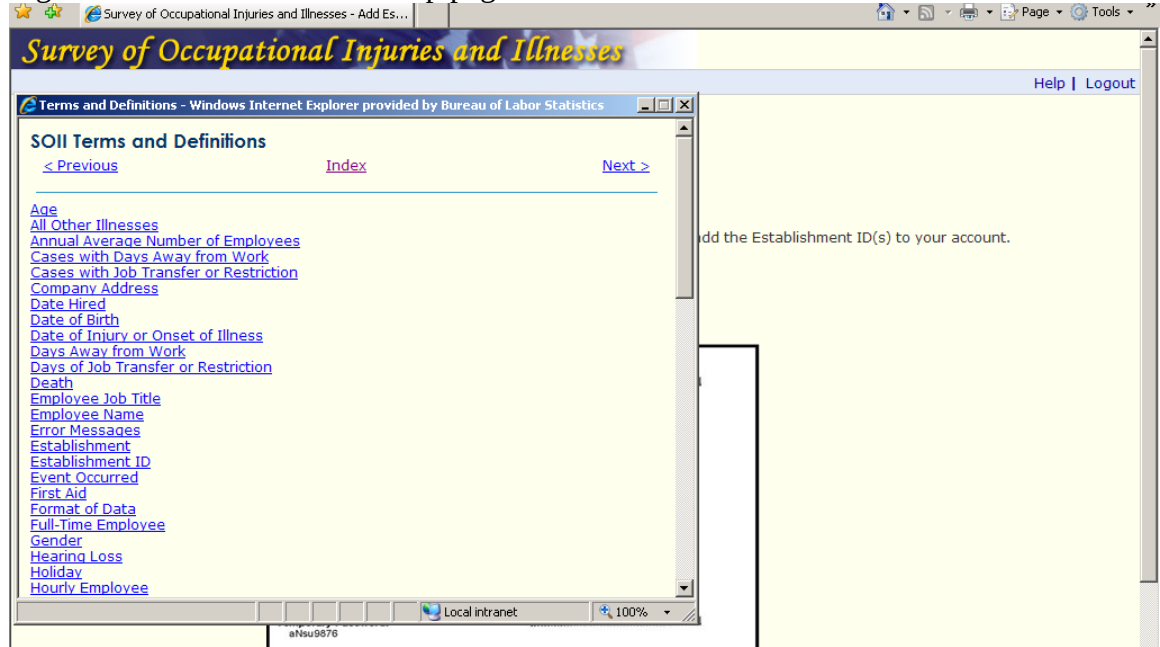 Survey of Occupational Injuries and Illnesses - Add Es...
Page
Tools
Survey of Occupational Injuries and Illnesses
Help | Logout
Terms and Definitions - Windows Internet Explorer provided by Bureau of Labor Statistics
SOII Terms and Definitions
< Previous Index Next >
Age
All Other Illnesses
Annual Average Number of Employees
dd the Establishment ID(s) to your account.
Cases with Days Away from Work
Cases with Job Transfer or Restriction
Company Address
Date Hired
Date of Birth
Date of Injury or Onset of Illness
Days Away from Work
Days of Job Transfer or Restriction
Death
Employee Job Title
Employee Name
Error Messages
Establishment
Establishment ID
Event Occurred
First Aid
Format of Data
Full-Time Employee
Gender
Hearing Loss
Holiday
Hourly Employee
Local intranet
100%
aNsu9876